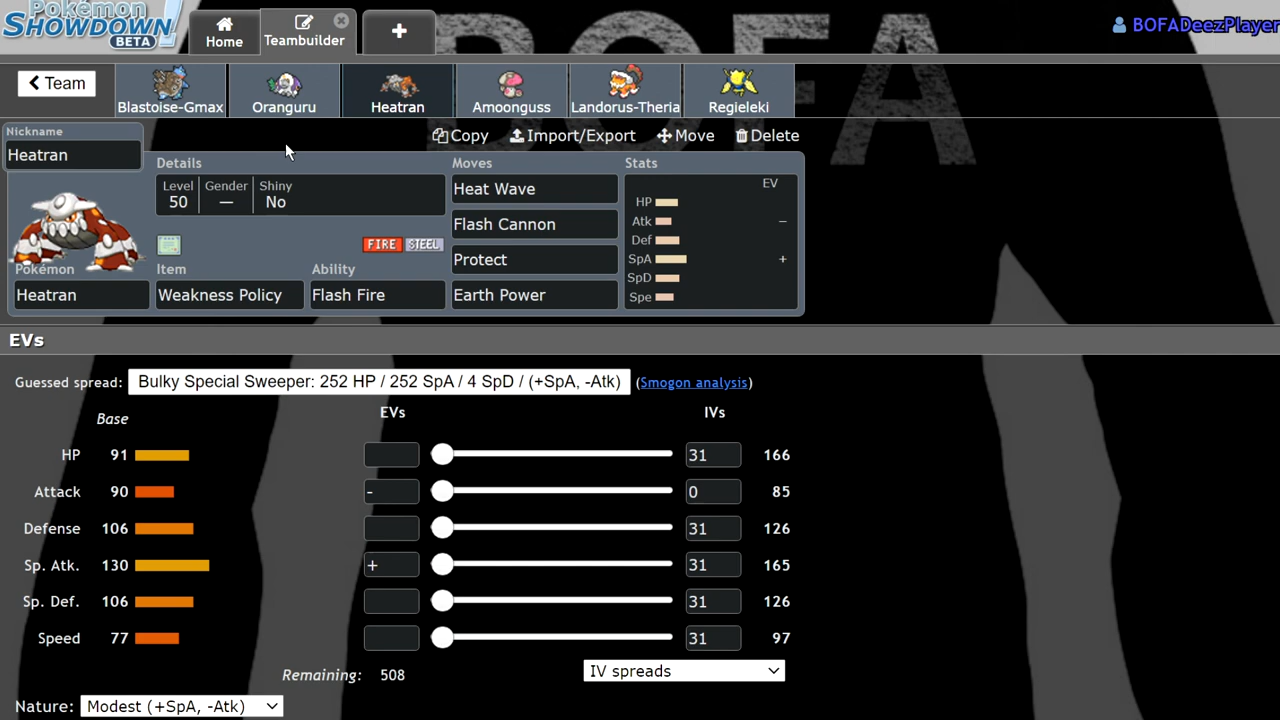 Pokémon
SHOWDOWN!
BETA
Home
Teambuilder
BOFADeezPlayer
BOFA
Team
Blastoise-Gmax
Oranguru
Heatran
Amoonguss
Landorus-Theria
Regieleki
Copy
Import/Export
Move
Delete
Nickname
Heatran
Details
Level
50
Gender
—
Shiny
No
FIRE STEEL
Pokémon
Heatran
Item
Weakness Policy
Ability
Flash Fire
Moves
Heat Wave
Flash Cannon
Protect
Earth Power
Stats
EV
HP
Atk −
Def
SpA +
SpD
Spe
EVs
Guessed spread: Bulky Special Sweeper: 252 HP / 252 SpA / 4 SpD / (+SpA, -Atk) (Smogon analysis)
Base EVs IVs
HP 91 31 166
Attack 90 - 0 85
Defense 106 31 126
Sp. Atk. 130 + 31 165
Sp. Def. 106 31 126
Speed 77 31 97
Remaining: 508 IV spreads
Nature: Modest (+SpA, -Atk)